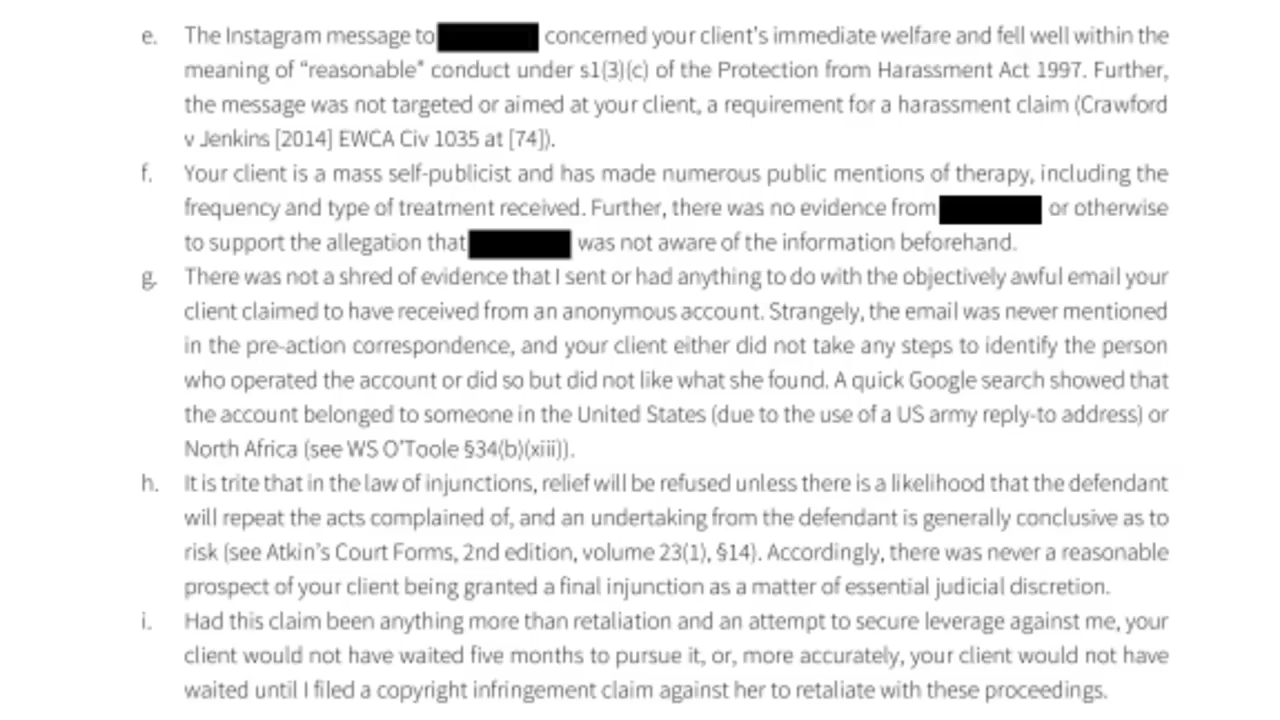 e. The Instagram message to concerned your client's immediate welfare and fell well within the
meaning of "reasonable" conduct under s1(3)(c) of the Protection from Harassment Act 1997. Further,
the message was not targeted or aimed at your client, a requirement for a harassment claim (Crawford
v Jenkins [2014] EWCA Civ 1035 at [74]).
f. Your client is a mass self-publicist and has made numerous public mentions of therapy, including the
frequency and type of treatment received. Further, there was no evidence from or otherwise
to support the allegation that was not aware of the information beforehand.
g. There was not a shred of evidence that I sent or had anything to do with the objectively awful email your
client claimed to have received from an anonymous account. Strangely, the email was never mentioned
in the pre-action correspondence, and your client either did not take any steps to identify the person
who operated the account or did so but did not like what she found. A quick Google search showed that
the account belonged to someone in the United States (due to the use of a US army reply-to address) or
North Africa (see WS O'Toole §34(b)(xiii)).
h. It is trite that in the law of injunctions, relief will be refused unless there is a likelihood that the defendant
will repeat the acts complained of, and an undertaking from the defendant is generally conclusive as to
risk (see Atkin's Court Forms, 2nd edition, volume 23(1), §14). Accordingly, there was never a reasonable
prospect of your client being granted a final injunction as a matter of essential judicial discretion.
i. Had this claim been anything more than retaliation and an attempt to secure leverage against me, your
client would not have waited five months to pursue it, or, more accurately, your client would not have
waited until I filed a copyright infringement claim against her to retaliate with these proceedings.